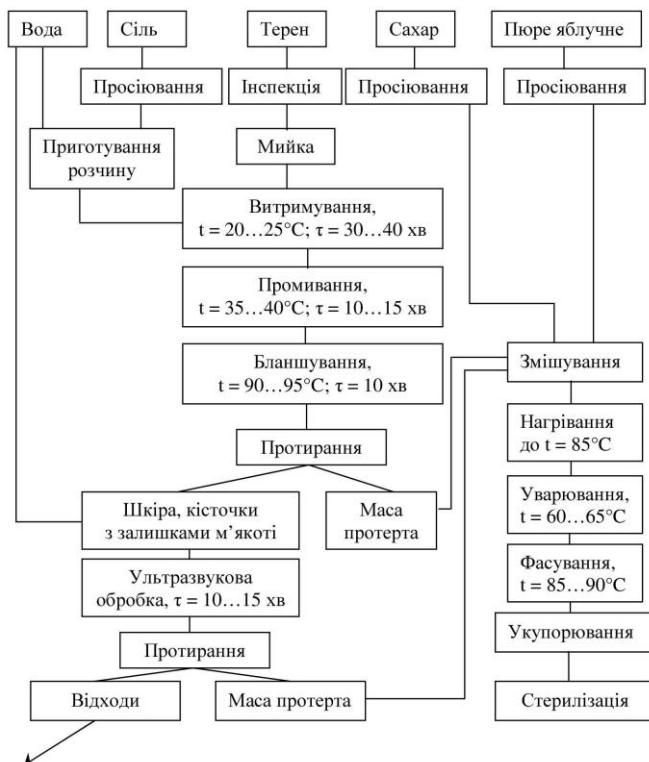 Вода
Сіль
Терен
Сахар
Пюре яблучне
Просіювання
Інспекція
Просіювання
Просіювання
Приготування
розчину
Мийка
Витримування,
t = 20…25°С; τ = 30…40 хв
Промивання,
t = 35…40°С; τ = 10…15 хв
Бланшування,
t = 90…95°С; τ = 10 хв
Змішування
Протирання
Нагрівання
до t = 85°С
Шкіра, кісточки
з залишками м’якоті
Маса
протерта
Уварювання,
t = 60…65°С
Ультразвукова
обробка, τ = 10…15 хв
Фасування,
t = 85…90°С
Протирання
Укупорювання
Відходи
Маса протерта
Стерилізація